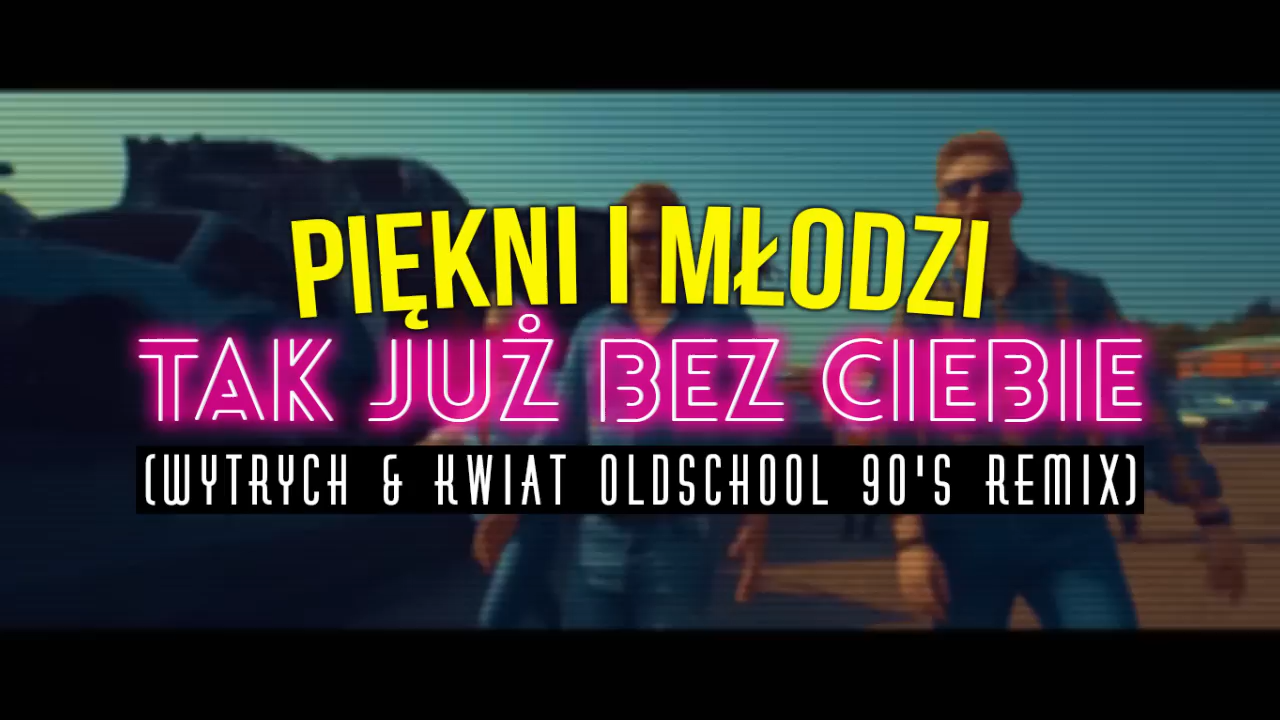 PIĘKNI I MŁODZI
TAK JUŻ BEZ CIEBIE
(WYTRYCH & KWIAT OLDSCHOOL 90'S REMIX)